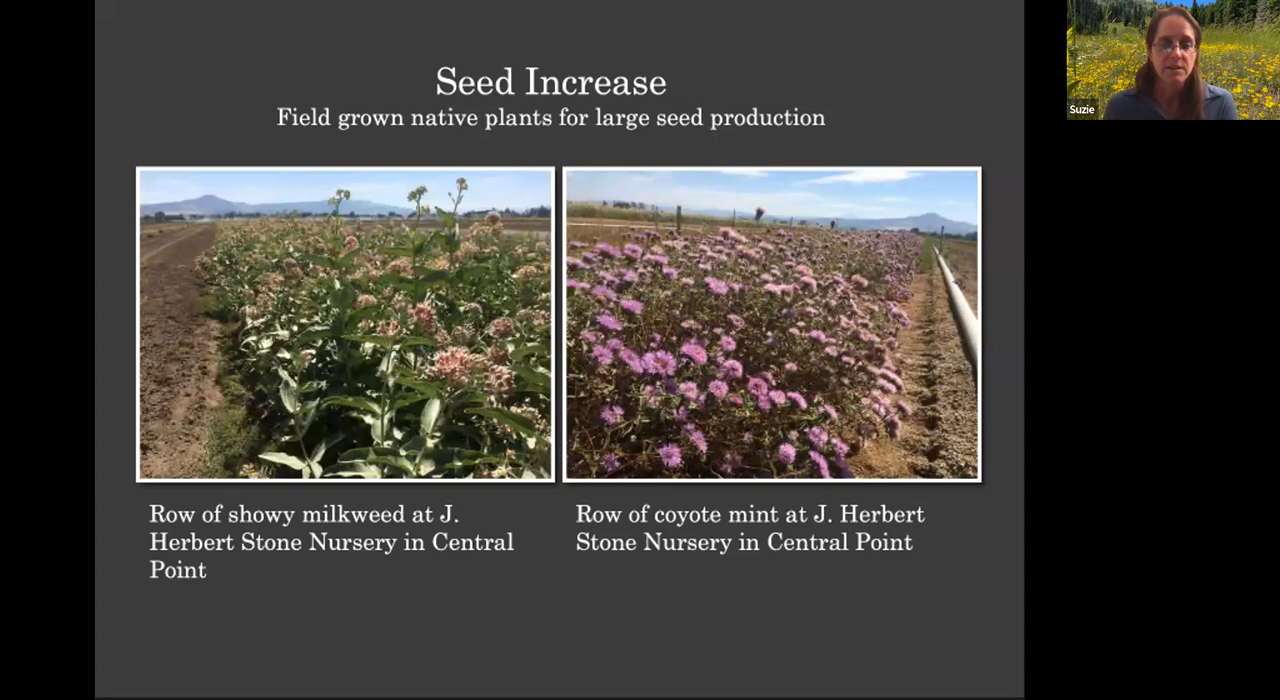 Seed Increase
Field grown native plants for large seed production
Suzie
Row of showy milkweed at J.
Herbert Stone Nursery in Central
Point
Row of coyote mint at J. Herbert
Stone Nursery in Central Point